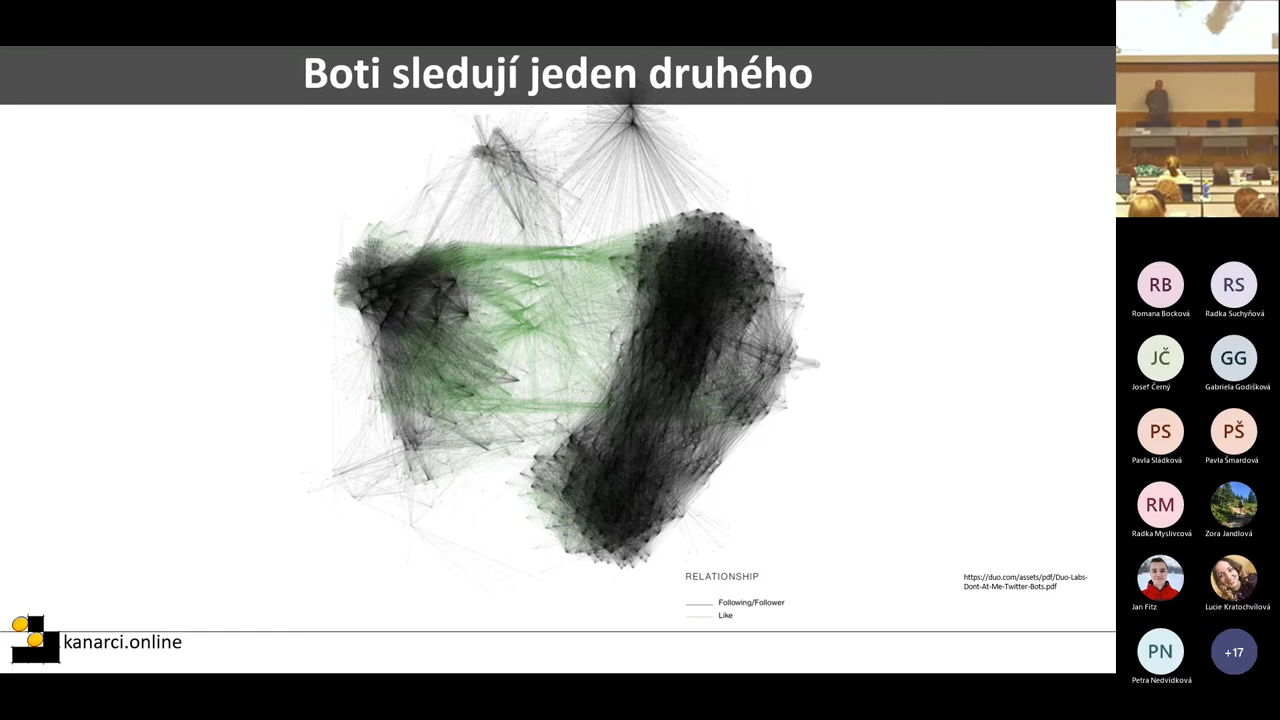 Boti sledují jeden druhého
RELATIONSHIP
Following/Follower
Like
https://duo.com/assets/pdf/Duo-Labs-
Dont-At-Me-Twitter-Bots.pdf
kanarci.online
RB
Romana Bocková
RS
Radka Suchyňová
JČ
Josef Černý
GG
Gabriela Godišková
PS
Pavla Sládková
PŠ
Pavla Šmardová
RM
Radka Myslivcová
Zora Jandlová
Jan Fitz
Lucie Kratochvílová
PN
Petra Nedvídková
+17